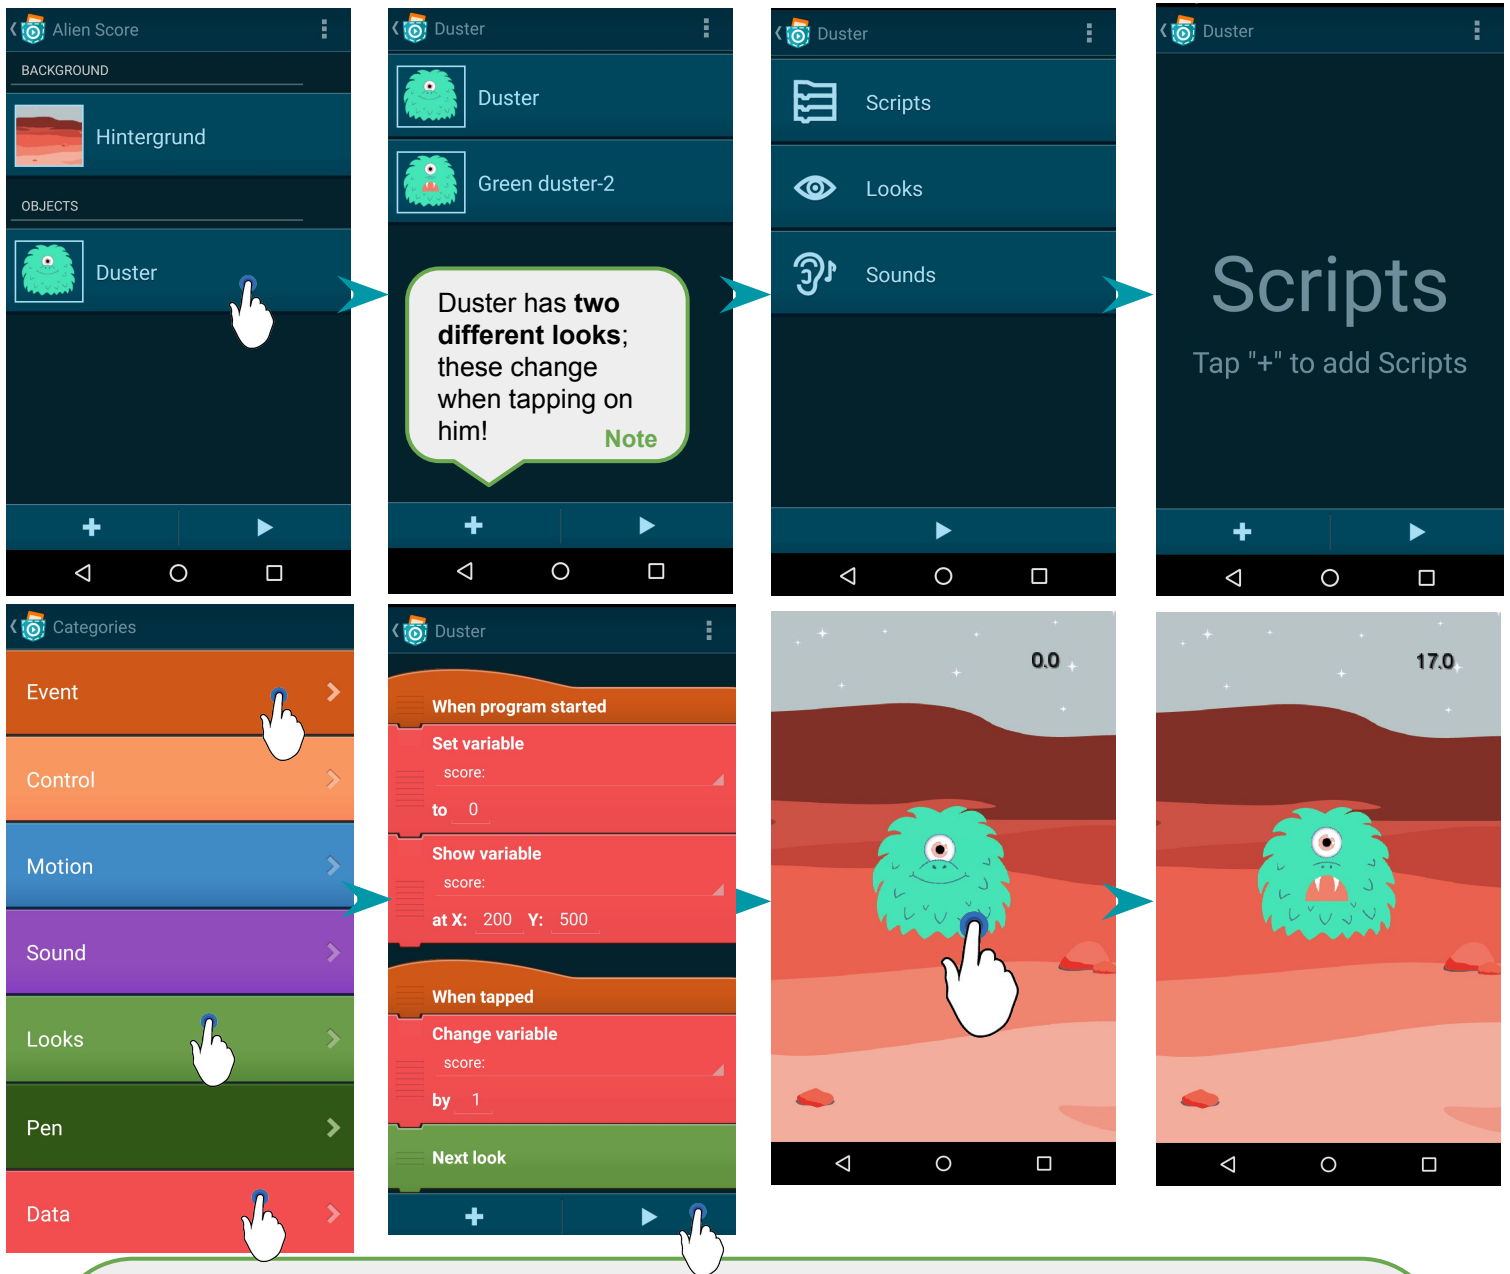 Alien Score
BACKGROUND
Hintergrund
OBJECTS
Duster
Duster
Duster
Green duster-2
Duster has two
different looks;
these change
when tapping on
him!
Note
Duster
Scripts
Looks
Sounds
Duster
Scripts
Tap "+" to add Scripts
Categories
Event
Control
Motion
Sound
Looks
Pen
Data
Duster
When program started
Set variable
score:
to 0
Show variable
score:
at X: 200 Y: 500
When tapped
Change variable
score:
by 1
Next look
0.0
17.0